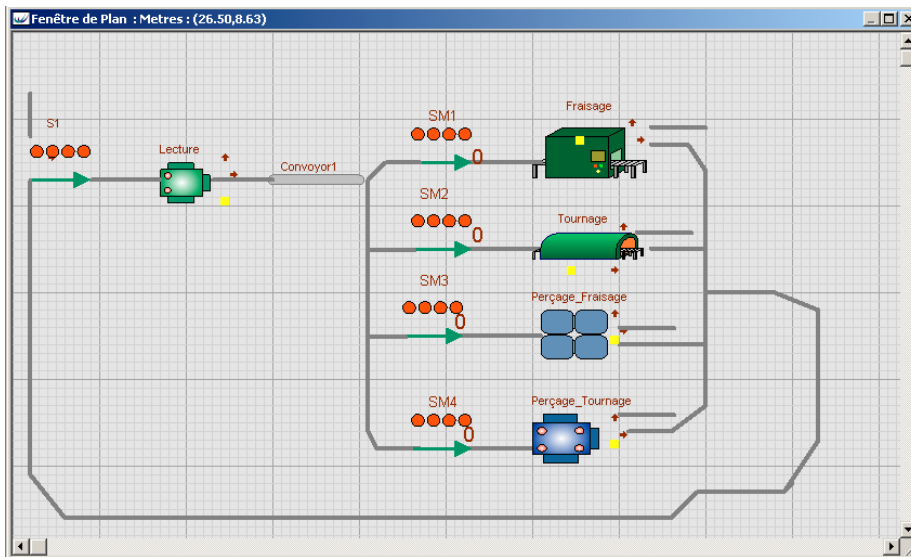 Fenêtre de Plan : Metres : (26.50,8.63)
S1
Lecture
Convoyor1
SM1
0
Fraisage
SM2
0
Tournage
SM3
0
Perçage_Fraisage
SM4
0
Perçage_Tournage